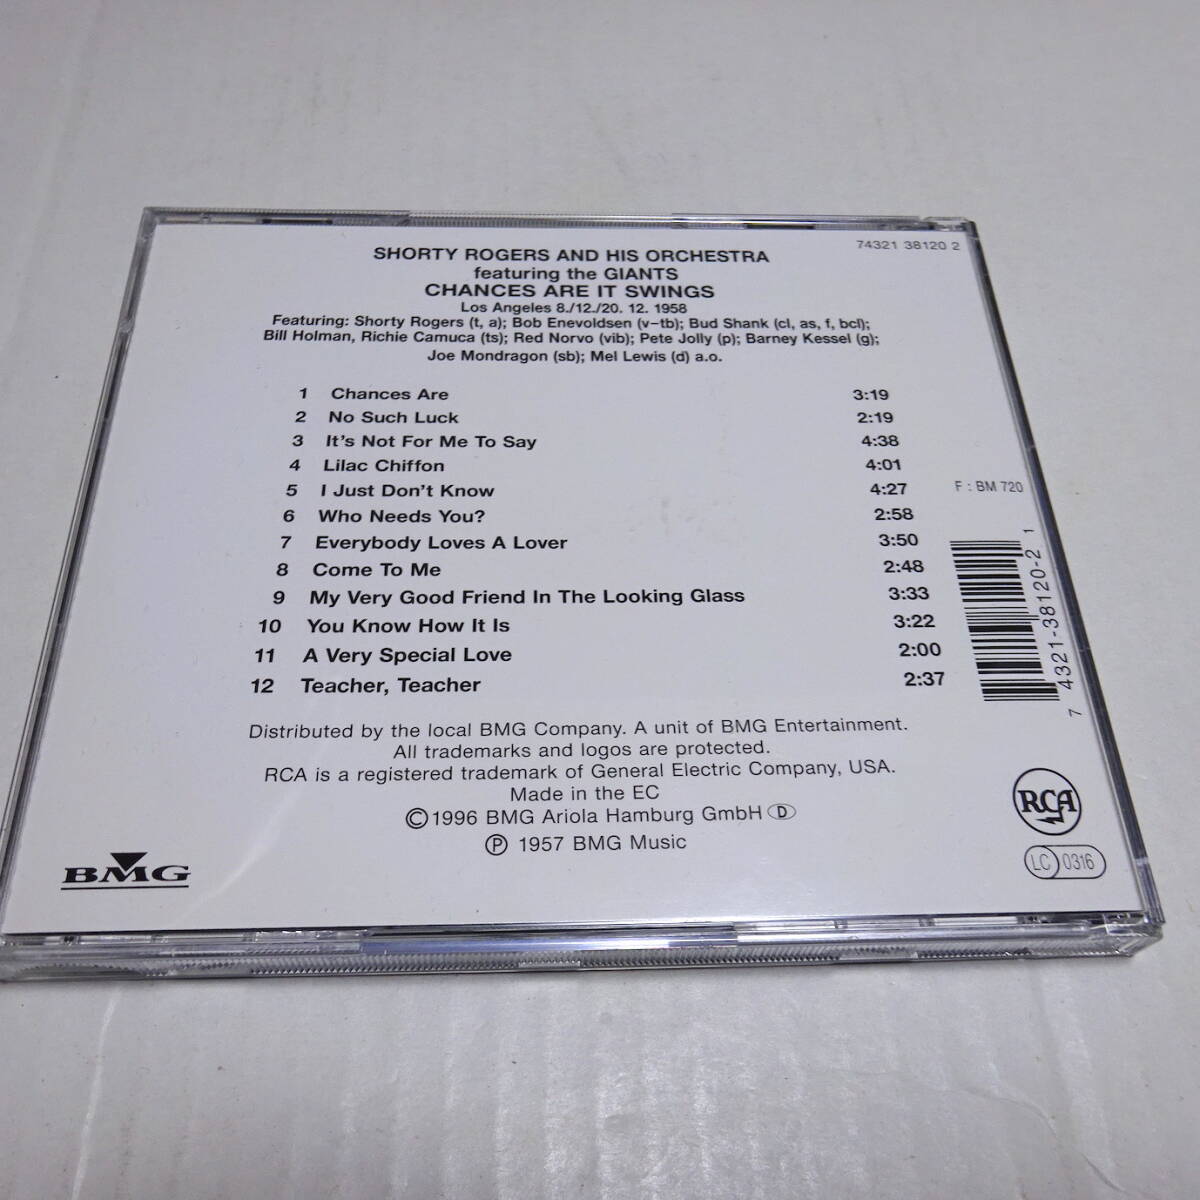 74321 38120 2
SHORTY ROGERS AND HIS ORCHESTRA
featuring the GIANTS
CHANCES ARE IT SWINGS
Los Angeles 8./12./20. 12. 1958
Featuring: Shorty Rogers (t, a); Bob Enevoldsen (v-tb); Bud Shank (cl, as, f, bcl);
Bill Holman, Richie Camuca (ts); Red Norvo (vib); Pete Jolly (p); Barney Kessel (g);
Joe Mondragon (sb); Mel Lewis (d) a.o.
1 Chances Are 3:19
2 No Such Luck 2:19
3 It's Not For Me To Say 4:38
4 Lilac Chiffon 4:01
5 I Just Don't Know 4:27
6 Who Needs You? 2:58
7 Everybody Loves A Lover 3:50
8 Come To Me 2:48
9 My Very Good Friend In The Looking Glass 3:33
10 You Know How It Is 3:22
11 A Very Special Love 2:00
12 Teacher, Teacher 2:37
F : BM 720
7 4321-38120-2 1
Distributed by the local BMG Company. A unit of BMG Entertainment.
All trademarks and logos are protected.
RCA is a registered trademark of General Electric Company, USA.
Made in the EC
© 1996 BMG Ariola Hamburg GmbH D
℗ 1957 BMG Music
BMG
RCA
LC 0316